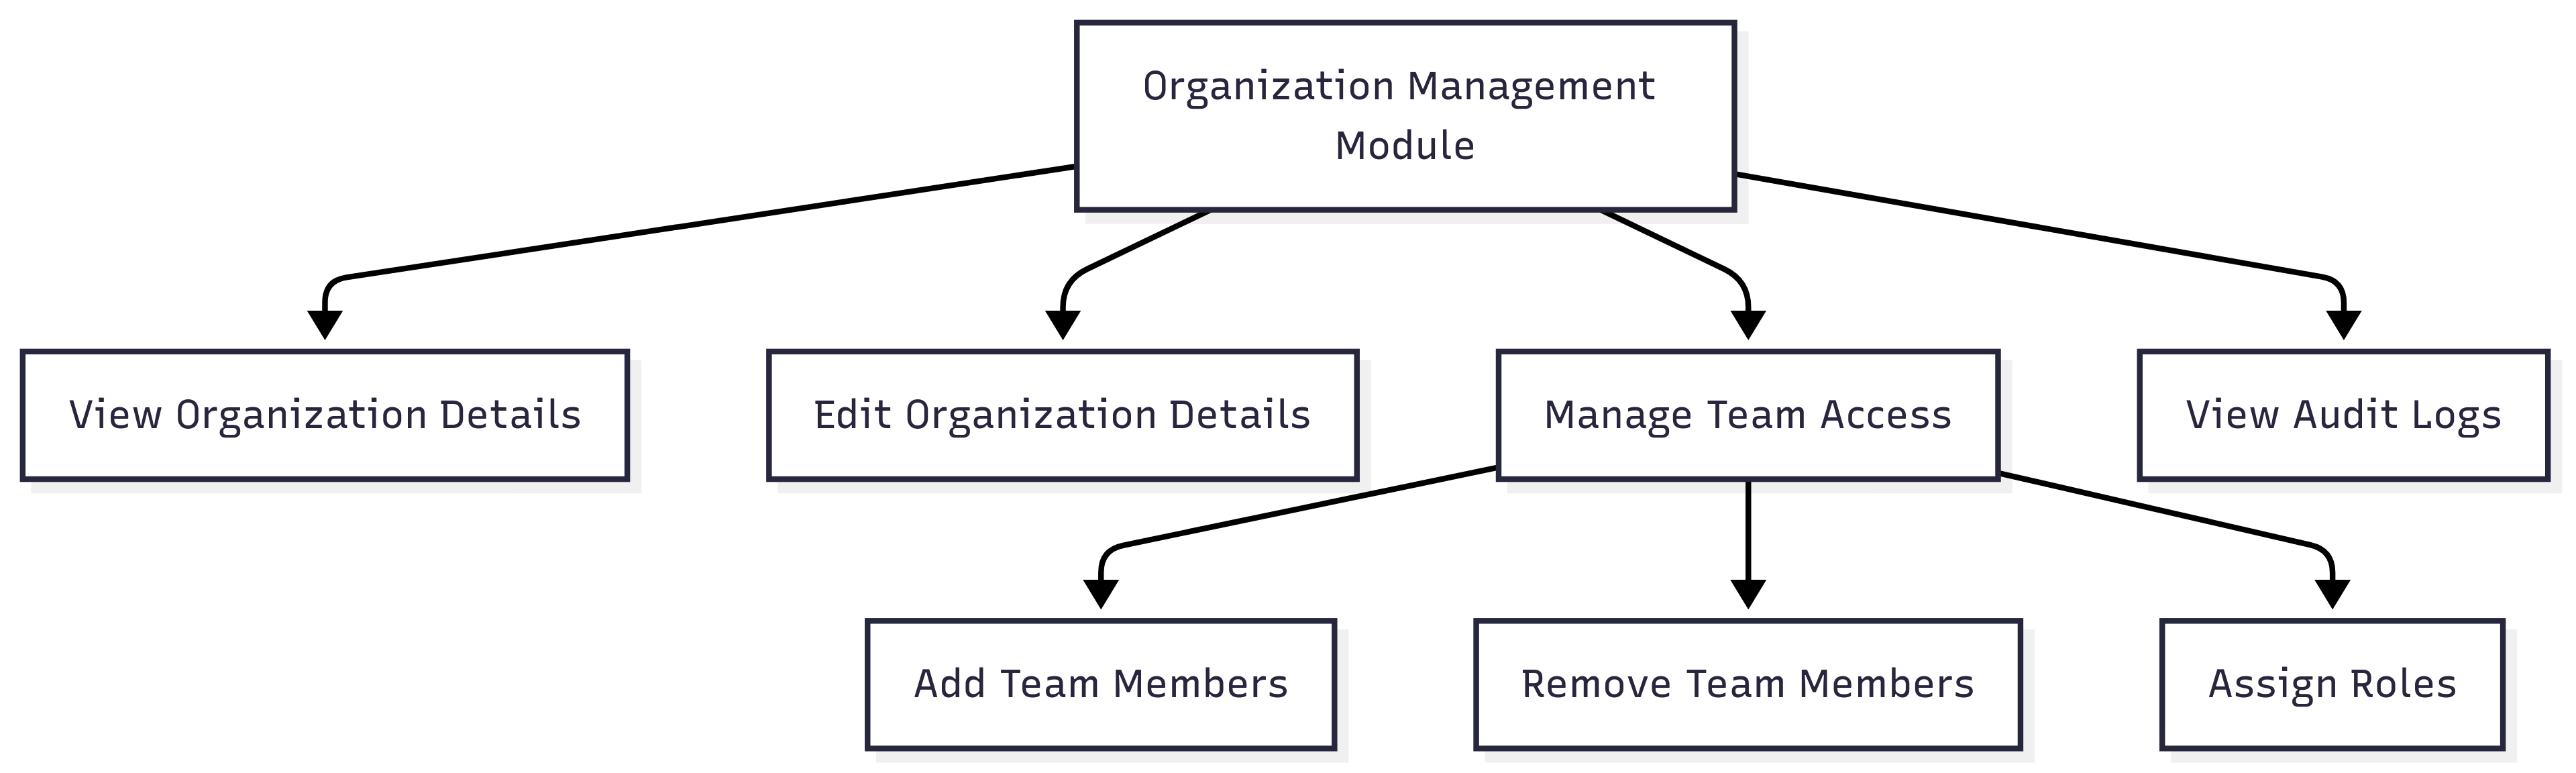 Organization Management
Module
View Organization Details
Edit Organization Details
Manage Team Access
View Audit Logs
Add Team Members
Remove Team Members
Assign Roles